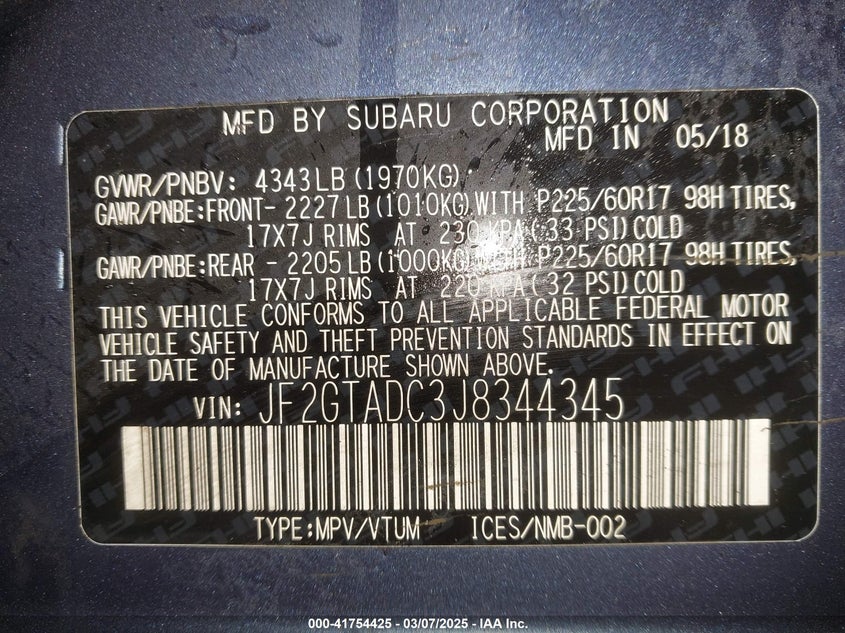 MFD BY SUBARU CORPORATION
MFD IN 05/18
GVWR/PNBV: 4343LB (1970KG)
GAWR/PNBE:FRONT- 2227LB (1010KG) WITH P225/60R17 98H TIRES,
17X7J RIMS AT 230 KPA (33 PSI) COLD
GAWR/PNBE:REAR - 2205LB (1000KG) WITH P225/60R17 98H TIRES,
17X7J RIMS AT 220 KPA (32 PSI) COLD
THIS VEHICLE CONFORMS TO ALL APPLICABLE FEDERAL MOTOR
VEHICLE SAFETY AND THEFT PREVENTION STANDARDS IN EFFECT ON
THE DATE OF MANUFACTURE SHOWN ABOVE.
VIN: JF2GTADC3J8344345
TYPE:MPV/VTUM ICES/NMB-002
000-41754425 - 03/07/2025 - IAA Inc.